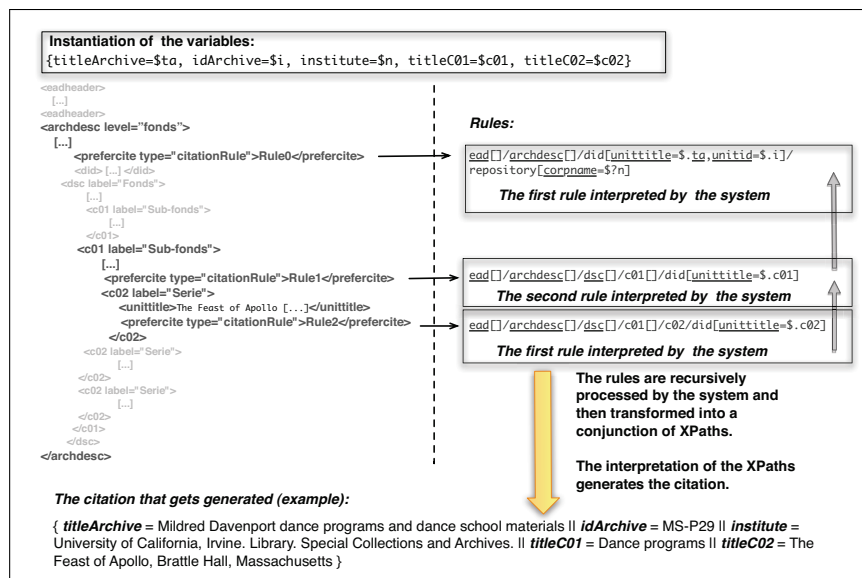 Instantiation of the variables:
{titleArchive=$ta, idArchive=$i, institute=$n, titleC01=$c01, titleC02=$c02}
<eadheader>
[...]
<eadheader>
<archdesc level="fonds">
[...]
<prefercite type="citationRule">Rule0</prefercite>
<did> [...] </did>
<dsc label="Fonds">
[...]
<c01 label="Sub-fonds">
[...]
</c01>
<c01 label="Sub-fonds">
[...]
<prefercite type="citationRule">Rule1</prefercite>
<c02 label="Serie">
<unittitle>The Feast of Apollo [...]</unittitle>
<prefercite type="citationRule">Rule2</prefercite>
</c02>
<c02 label="Serie">
[...]
</c02>
<c02 label="Serie">
[...]
</c02>
</c01>
</dsc>
</archdesc>
Rules:
ead[]/archdesc[]/did[unittitle=$.ta,unitid=$.i]/
repository[corpname=$?n]
The first rule interpreted by the system
ead[]/archdesc[]/dsc[]/c01[]/did[unittitle=$.c01]
The second rule interpreted by the system
ead[]/archdesc[]/dsc[]/c01[]/c02/did[unittitle=$.c02]
The first rule interpreted by the system
The rules are recursively
processed by the system and
then transformed into a
conjunction of XPaths.
The interpretation of the XPaths
generates the citation.
The citation that gets generated (example):
{ titleArchive = Mildred Davenport dance programs and dance school materials || idArchive = MS-P29 || institute =
University of California, Irvine. Library. Special Collections and Archives. || titleC01 = Dance programs || titleC02 = The
Feast of Apollo, Brattle Hall, Massachusetts }